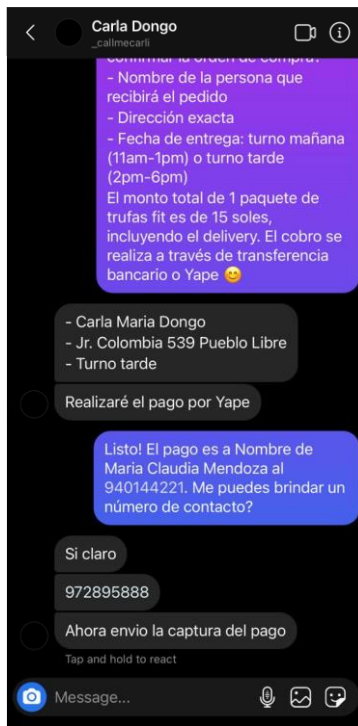 Carla Dongo
_callmecarli
confirmar la orden de compra?
- Nombre de la persona que
recibirá el pedido
- Dirección exacta
- Fecha de entrega: turno mañana
(11am-1pm) o turno tarde
(2pm-6pm)
El monto total de 1 paquete de
trufas fit es de 15 soles,
incluyendo el delivery. El cobro se
realiza a través de transferencia
bancario o Yape 😊
- Carla Maria Dongo
- Jr. Colombia 539 Pueblo Libre
- Turno tarde
Realizaré el pago por Yape
Listo! El pago es a Nombre de
Maria Claudia Mendoza al
940144221. Me puedes brindar un
número de contacto?
Si claro
972895888
Ahora envio la captura del pago
Tap and hold to react
Message...